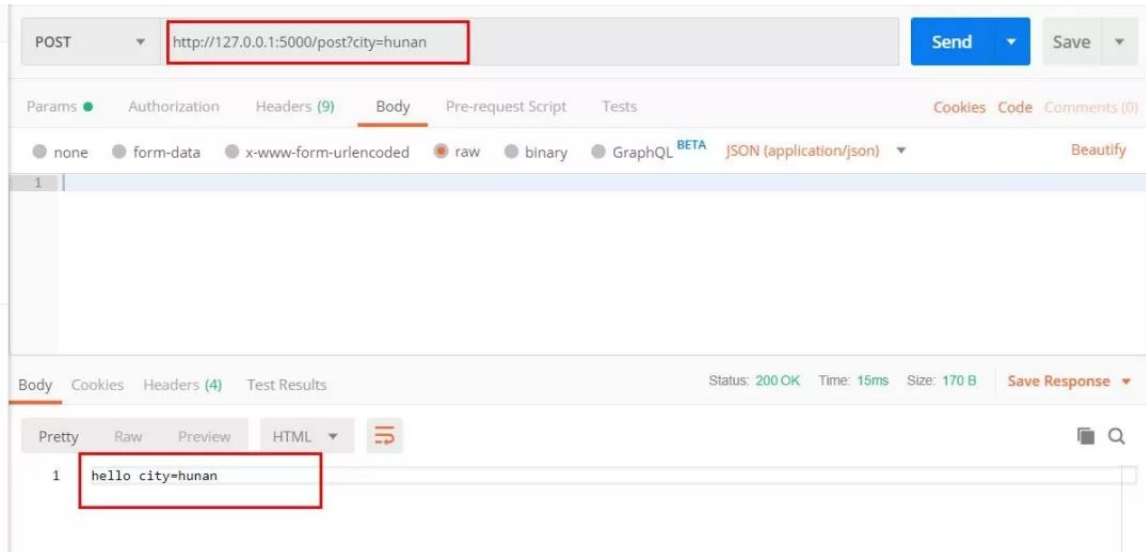 POST http://127.0.0.1:5000/post?city=hunan Send Save
Params Authorization Headers (9) Body Pre-request Script Tests Cookies Code Comments (0)
none form-data x-www-form-urlencoded raw binary GraphQL BETA JSON (application/json) Beautify
1
Body Cookies Headers (4) Test Results Status: 200 OK Time: 15ms Size: 170 B Save Response
Pretty Raw Preview HTML
1 hello city=hunan